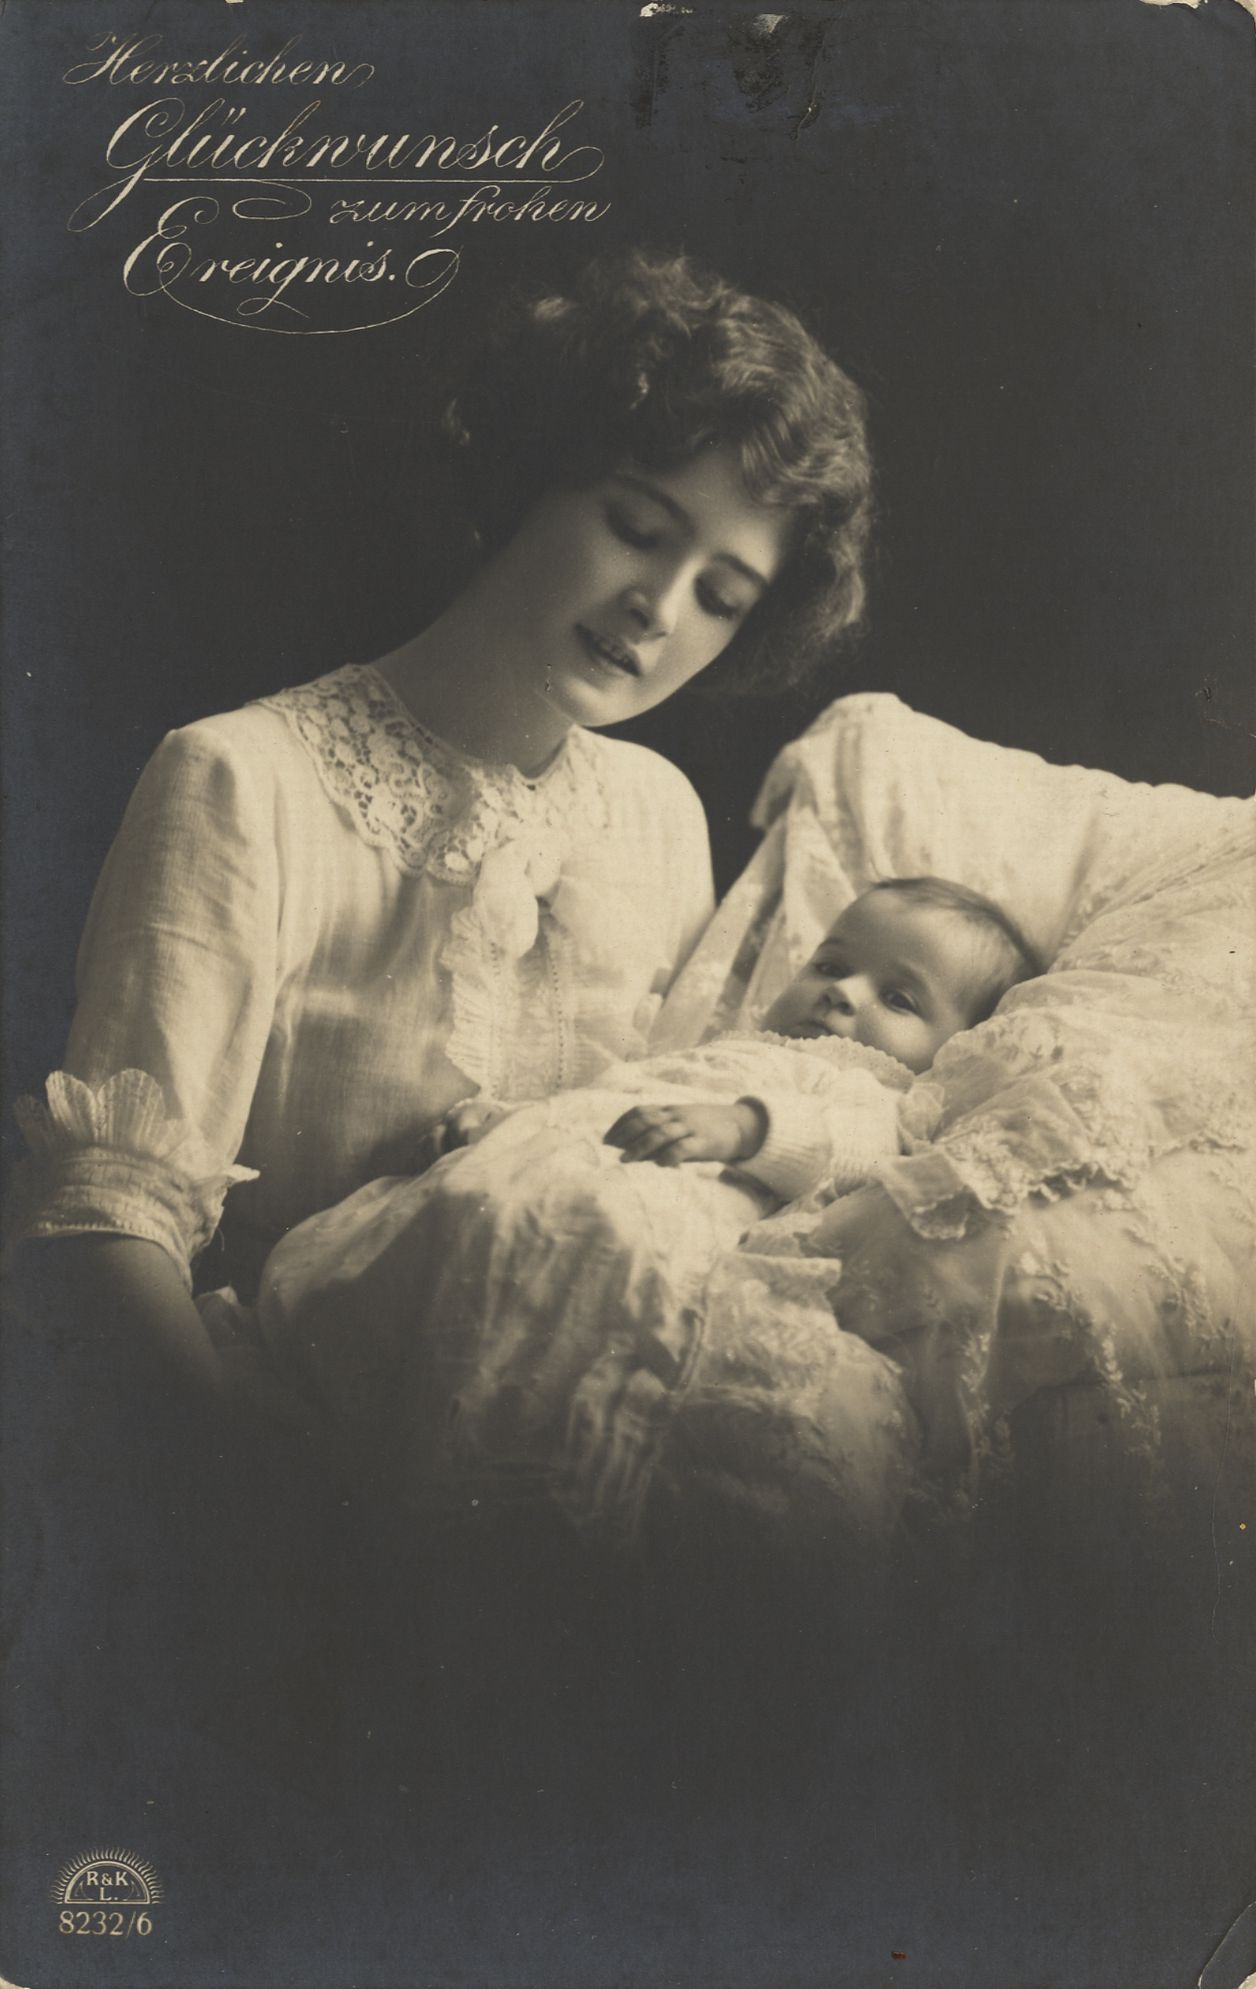 Herzlichen
Glückwunsch
zum frohen
Ereignis.
R&K
L.
8232/6